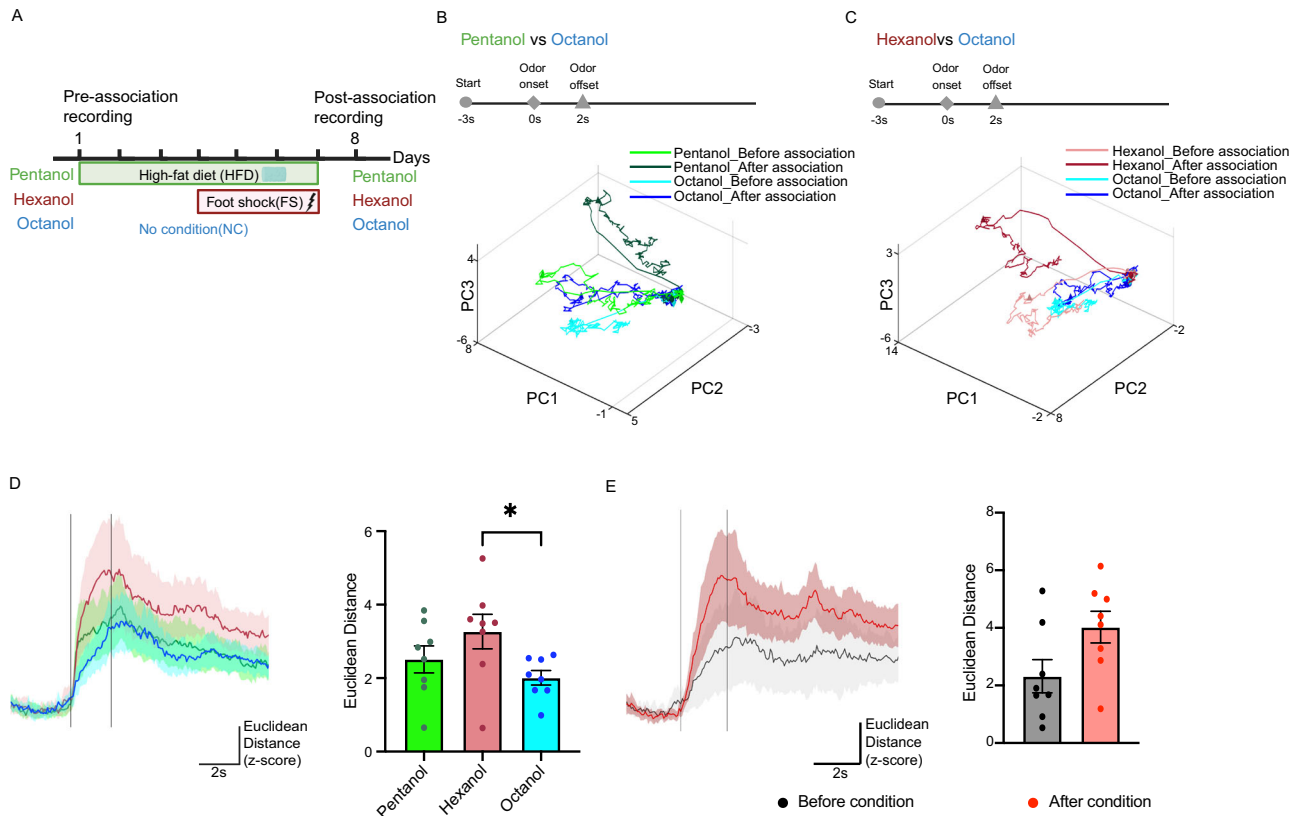 A
Pre-association
recording
Post-association
recording
1
8
Days
Pentanol
High-fat diet (HFD)
Pentanol
Hexanol
Foot shock(FS)
Hexanol
Octanol
No condition(NC)
Octanol
B
Pentanol vs Octanol
Start
Odor
onset
Odor
offset
-3s
0s
2s
Pentanol_Before association
Pentanol_After association
Octanol_Before association
Octanol_After association
4
PC3
-6
8
PC1
-1
5
PC2
-3
C
Hexanolvs Octanol
Start
Odor
onset
Odor
offset
-3s
0s
2s
Hexanol_Before association
Hexanol_After association
Octanol_Before association
Octanol_After association
3
PC3
-6
14
PC1
-2
8
PC2
-2
D
2s
Euclidean
Distance
(z-score)
Euclidean Distance
6
4
2
0
*
Pentanol
Hexanol
Octanol
E
2s
Euclidean
Distance
(z-score)
Euclidean Distance
8
6
4
2
0
Before condition
After condition